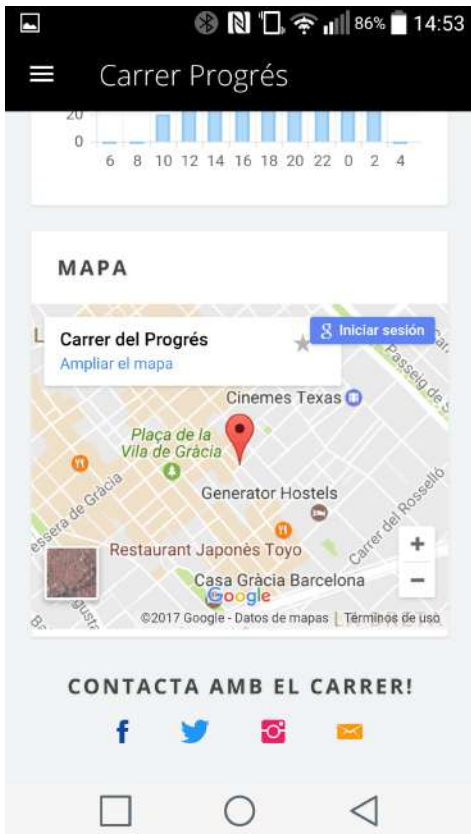 86% 14:53
Carrer Progrés
20
0
6 8 10 12 14 16 18 20 22 0 2 4
MAPA
Carrer del Progrés
Iniciar sesión
Ampliar el mapa
Passeig de S
Cinemes Texas
Plaça de la
Vila de Gràcia
Generator Hostels
essera de Gràcia
Carrer del Rosselló
Restaurant Japonès Toyo
Casa Gràcia Barcelona
Google
©2017 Google - Datos de mapas
Términos de uso
CONTACTA AMB EL CARRER!